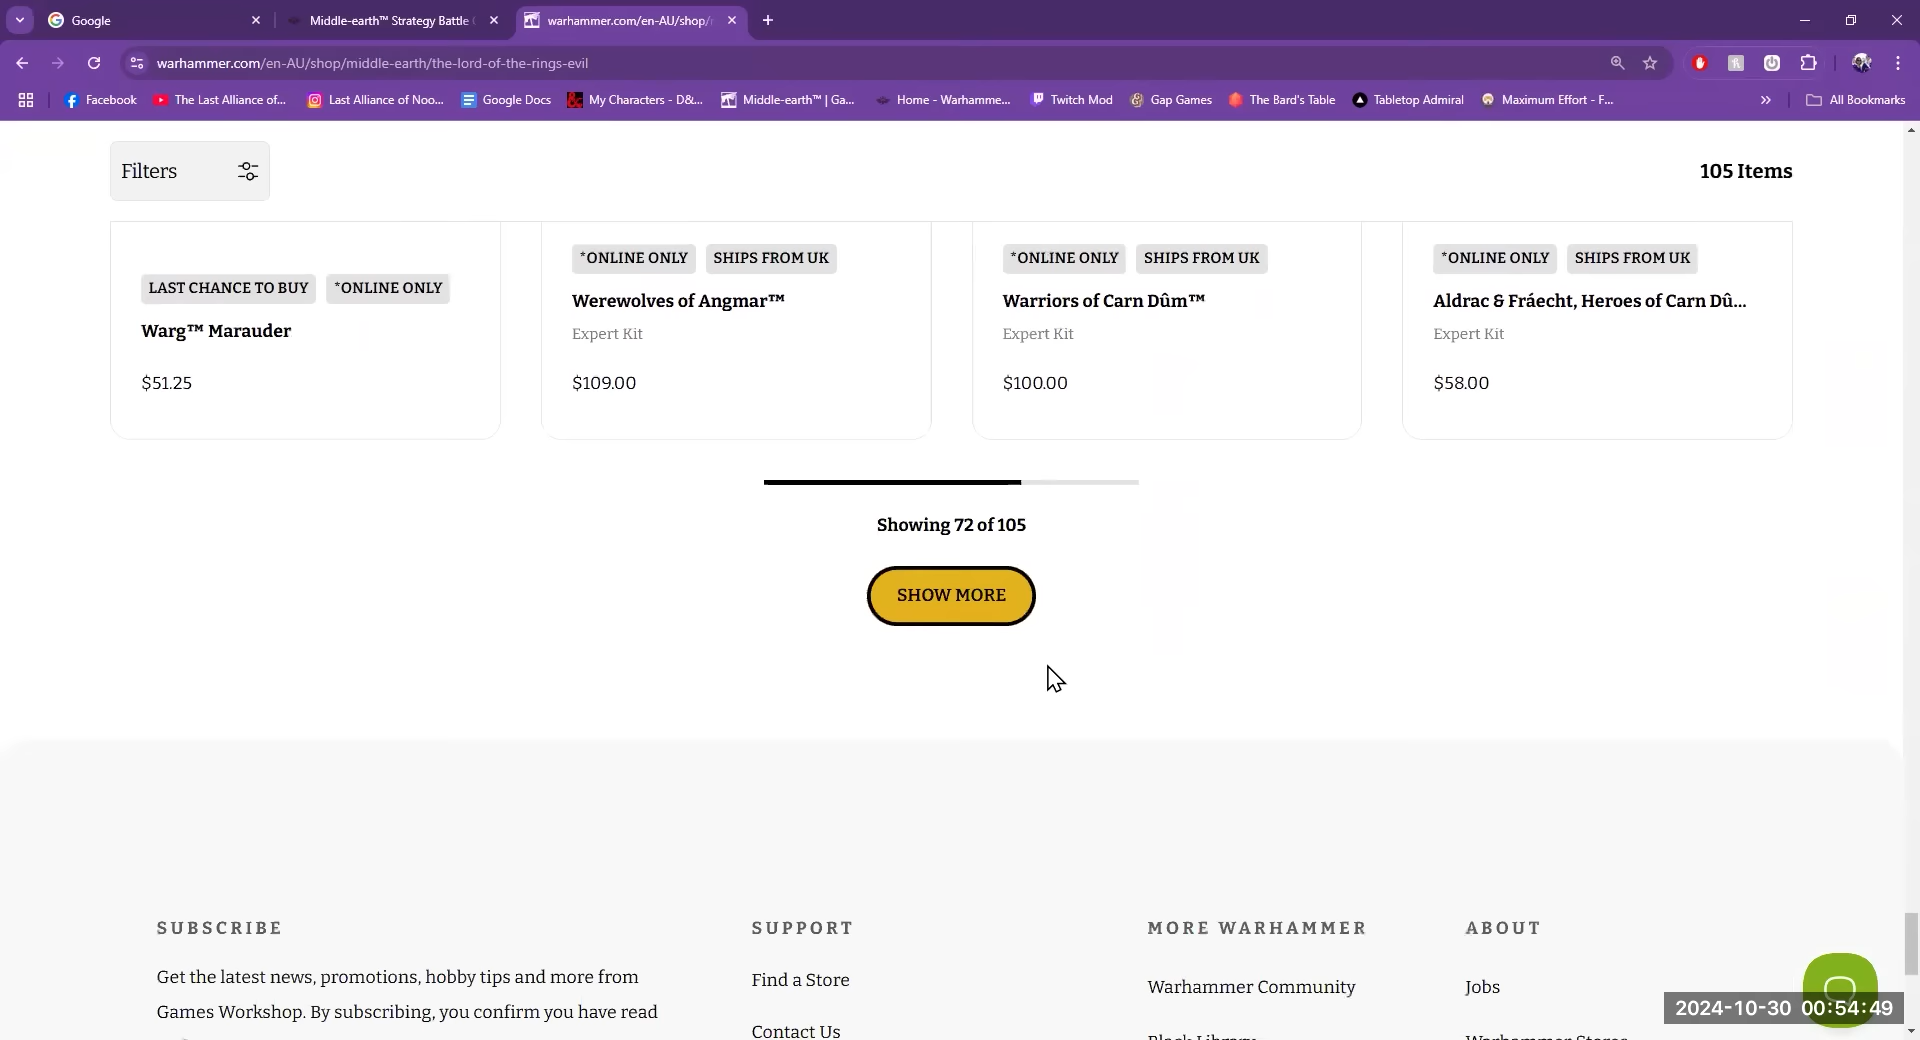 Google
Middle-earth™ Strategy Battle
warhammer.com/en-AU/shop/
warhammer.com/en-AU/shop/middle-earth/the-lord-of-the-rings-evil
Facebook
The Last Alliance of...
Last Alliance of Noo...
Google Docs
My Characters - D&...
Middle-earth™ | Ga...
Home - Warhamme...
Twitch Mod
Gap Games
The Bard's Table
Tabletop Admiral
Maximum Effort - F...
All Bookmarks
Filters
105 Items
LAST CHANCE TO BUY *ONLINE ONLY
Warg™ Marauder
$51.25
*ONLINE ONLY SHIPS FROM UK
Werewolves of Angmar™
Expert Kit
$109.00
*ONLINE ONLY SHIPS FROM UK
Warriors of Carn Dûm™
Expert Kit
$100.00
*ONLINE ONLY SHIPS FROM UK
Aldrac & Fráecht, Heroes of Carn Dû...
Expert Kit
$58.00
Showing 72 of 105
SHOW MORE
SUBSCRIBE
Get the latest news, promotions, hobby tips and more from
Games Workshop. By subscribing, you confirm you have read
SUPPORT
Find a Store
Contact Us
MORE WARHAMMER
Warhammer Community
ABOUT
Jobs
2024-10-30 00:54:49